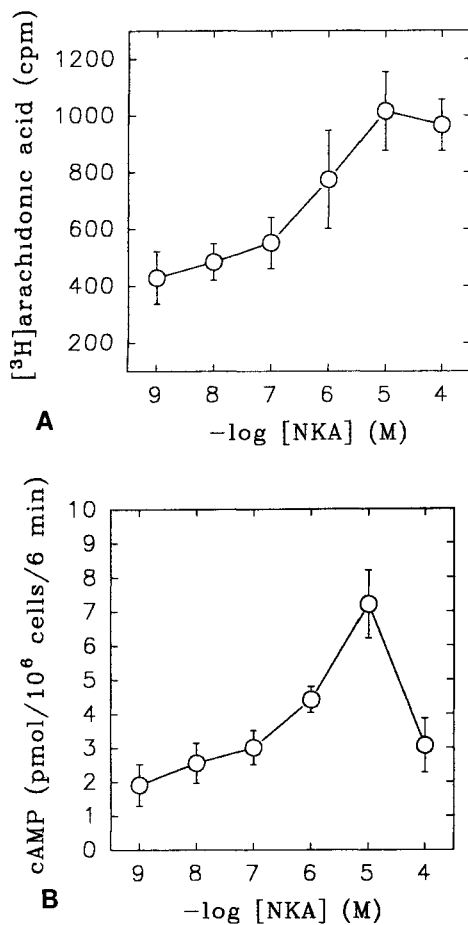 [³H]arachidonic acid (cpm)
1200
1000
800
600
400
200
9 8 7 6 5 4
A
-log [NKA] (M)
cAMP (pmol/10⁶ cells/6 min)
10
9
8
7
6
5
4
3
2
1
0
9 8 7 6 5 4
B
-log [NKA] (M)